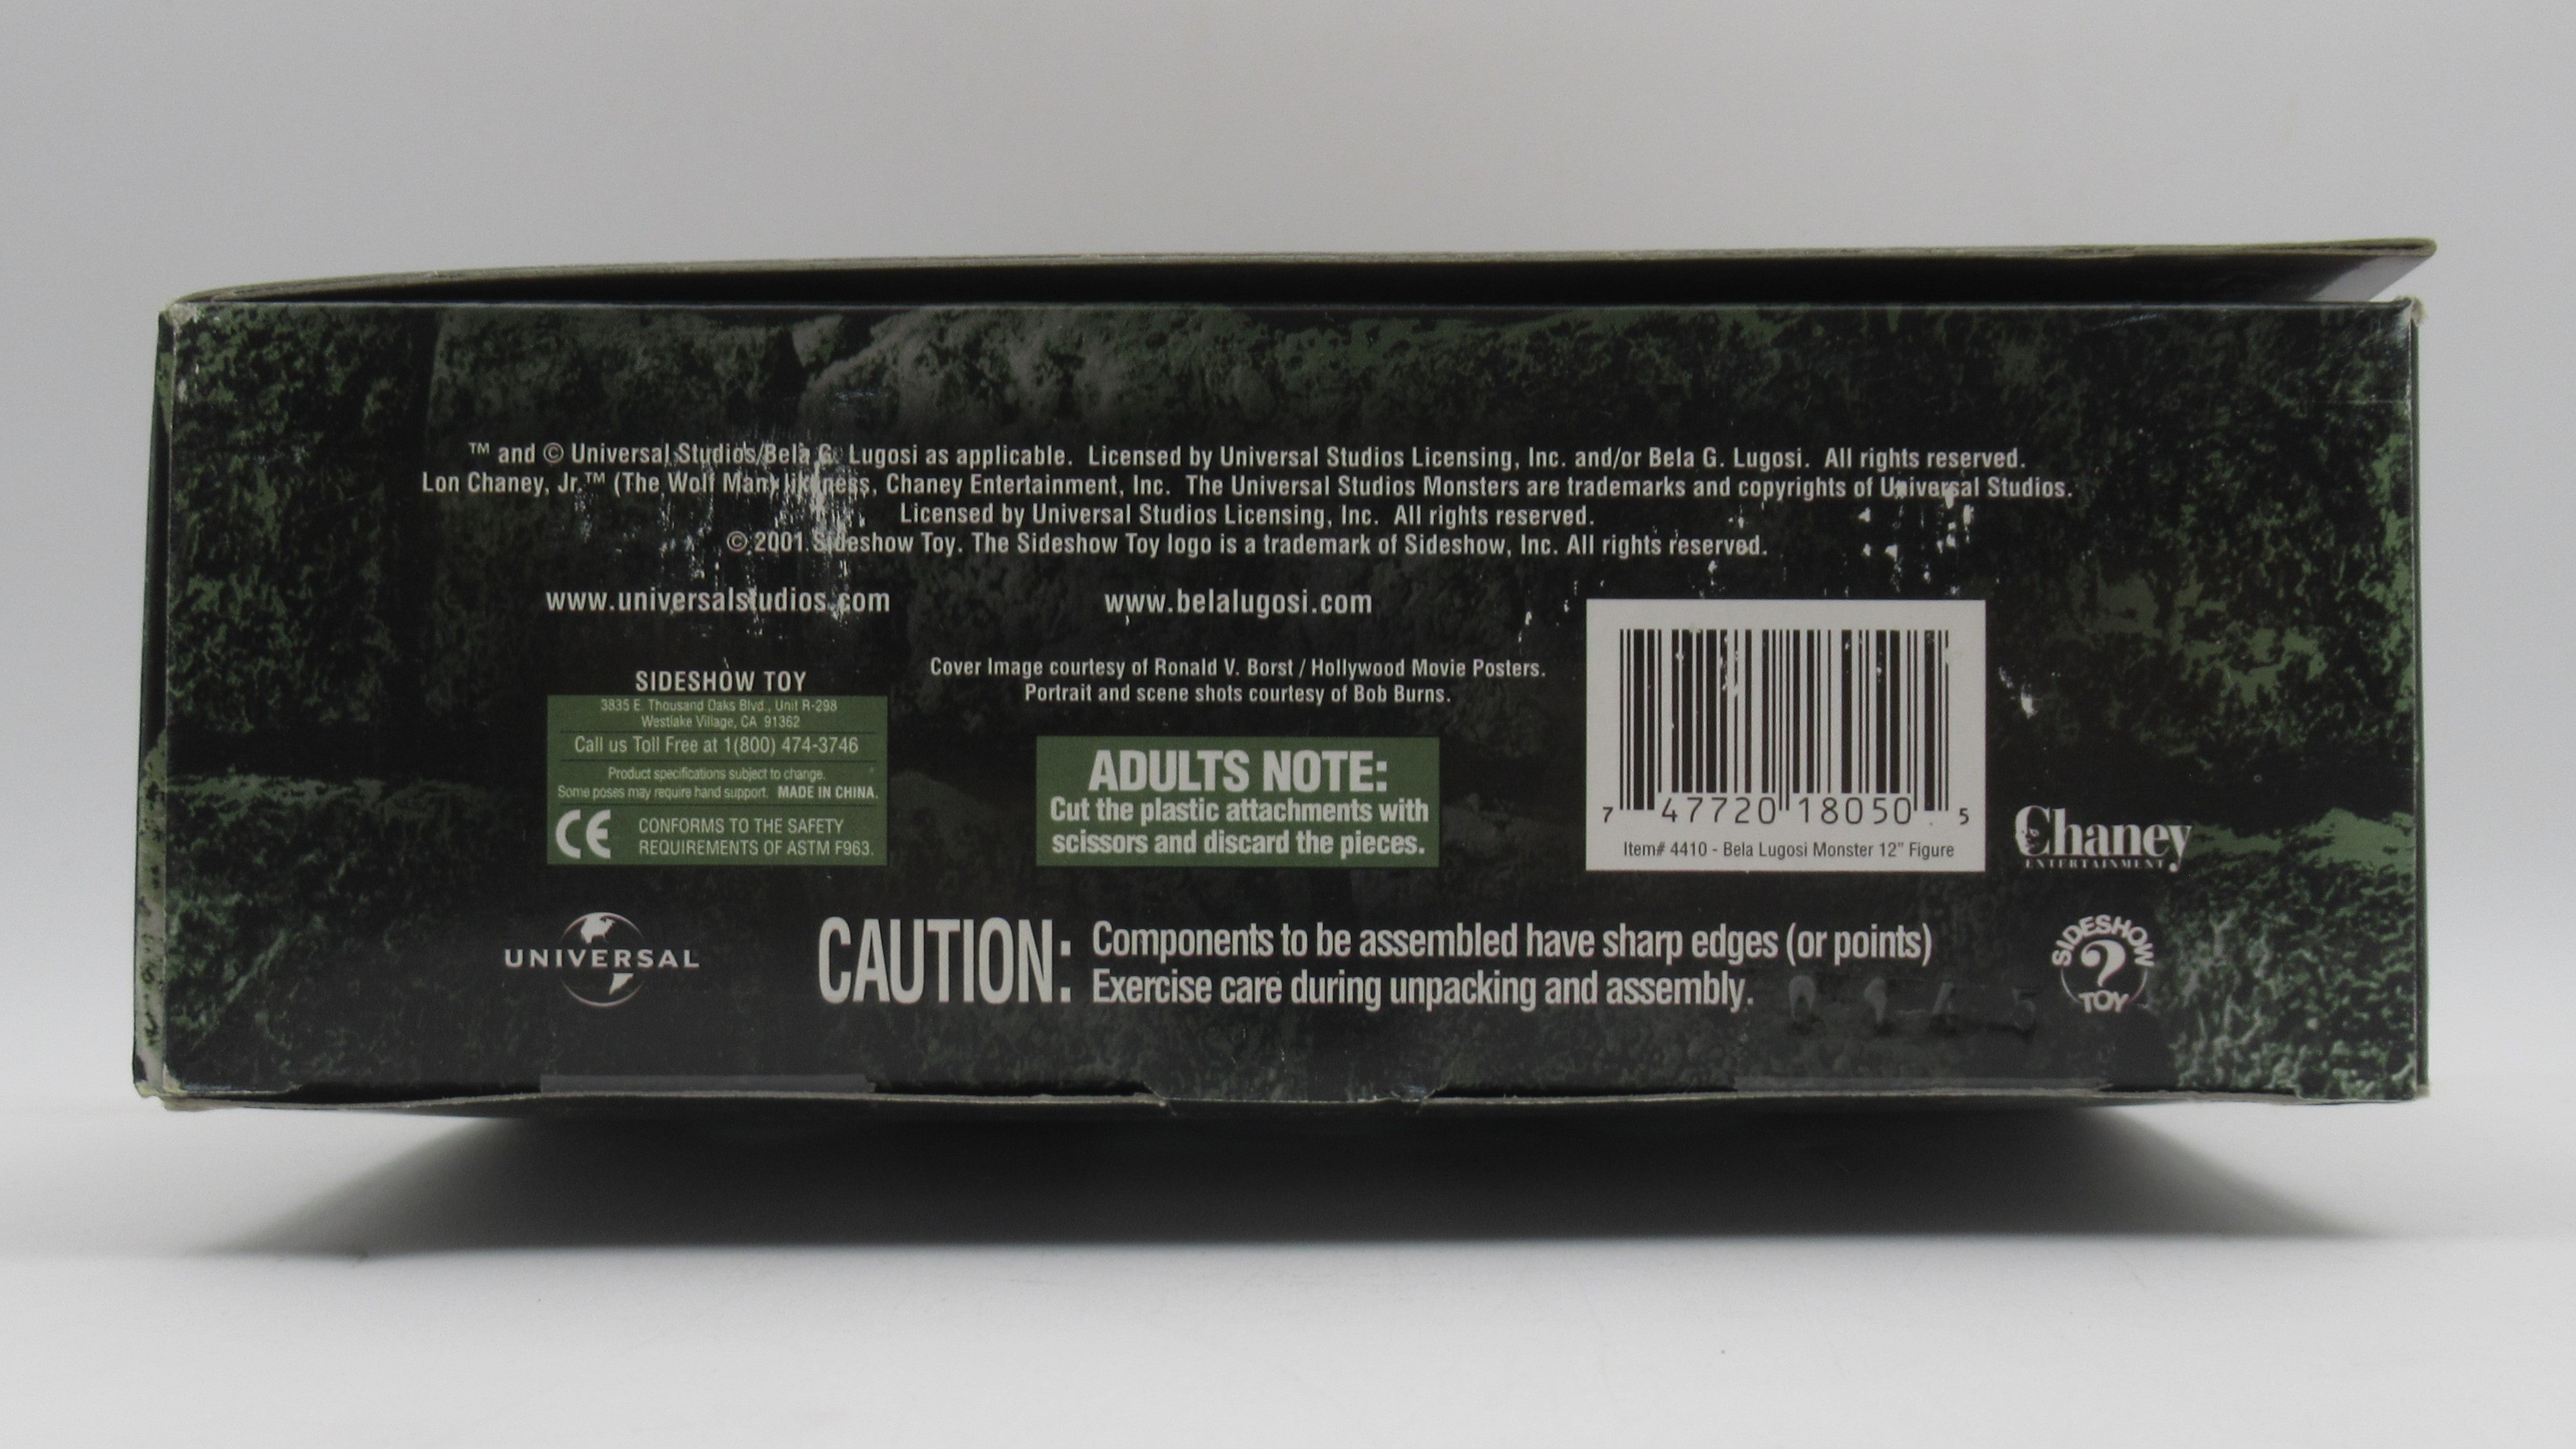 ™ and © Universal Studios/Bela G. Lugosi as applicable. Licensed by Universal Studios Licensing, Inc. and/or Bela G. Lugosi. All rights reserved.
Lon Chaney, Jr.™ (The Wolf Man) likeness, Chaney Entertainment, Inc. The Universal Studios Monsters are trademarks and copyrights of Universal Studios.
Licensed by Universal Studios Licensing, Inc. All rights reserved.
© 2001 Sideshow Toy. The Sideshow Toy logo is a trademark of Sideshow, Inc. All rights reserved.
www.universalstudios.com
www.belalugosi.com
Cover Image courtesy of Ronald V. Borst / Hollywood Movie Posters.
Portrait and scene shots courtesy of Bob Burns.
SIDESHOW TOY
3835 E. Thousand Oaks Blvd., Unit R-298
Westlake Village, CA 91362
Call us Toll Free at 1(800) 474-3746
Product specifications subject to change.
Some poses may require hand support. MADE IN CHINA.
CE
CONFORMS TO THE SAFETY
REQUIREMENTS OF ASTM F963.
ADULTS NOTE:
Cut the plastic attachments with
scissors and discard the pieces.
7 47720 18050 5
Item# 4410 - Bela Lugosi Monster 12" Figure
Chaney
ENTERTAINMENT
UNIVERSAL
CAUTION: Components to be assembled have sharp edges (or points)
Exercise care during unpacking and assembly.
SIDESHOW
?
TOY